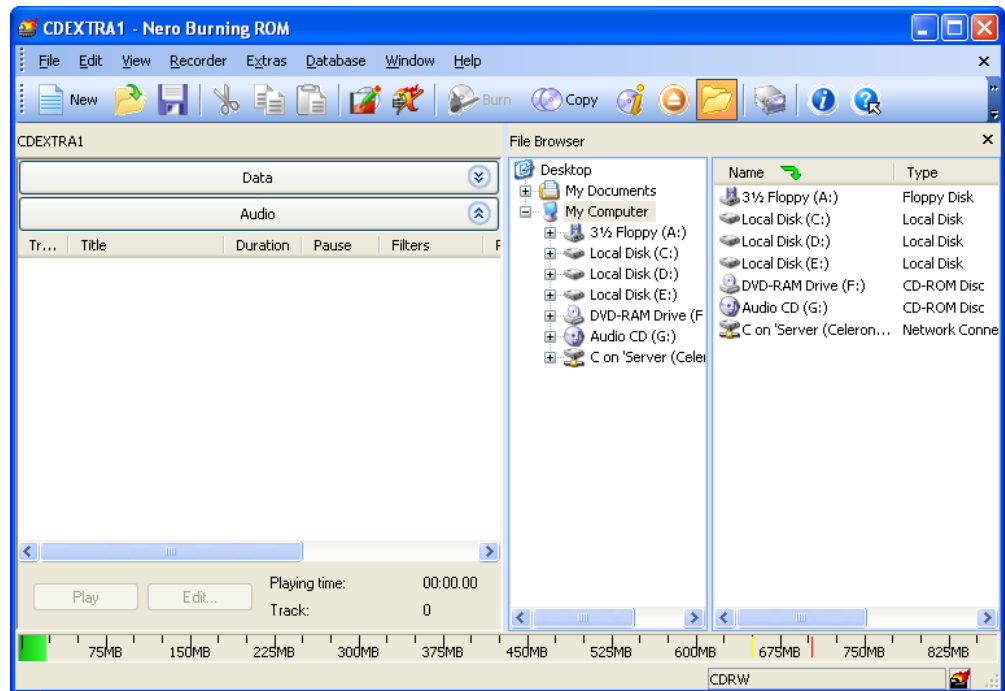 CDEXTRA1 - Nero Burning ROM
File Edit View Recorder Extras Database Window Help
New Burn Copy
CDEXTRA1
Data
Audio
Tr... Title Duration Pause Filters
Play Edit... Playing time: 00:00.00
Track: 0
File Browser
Desktop
My Documents
My Computer
3½ Floppy (A:)
Local Disk (C:)
Local Disk (D:)
Local Disk (E:)
DVD-RAM Drive (F
Audio CD (G:)
C on 'Server (Celer
Name Type
3½ Floppy (A:) Floppy Disk
Local Disk (C:) Local Disk
Local Disk (D:) Local Disk
Local Disk (E:) Local Disk
DVD-RAM Drive (F:) CD-ROM Disc
Audio CD (G:) CD-ROM Disc
C on 'Server (Celeron... Network Conne
75MB 150MB 225MB 300MB 375MB 450MB 525MB 600MB 675MB 750MB 825MB
CDRW